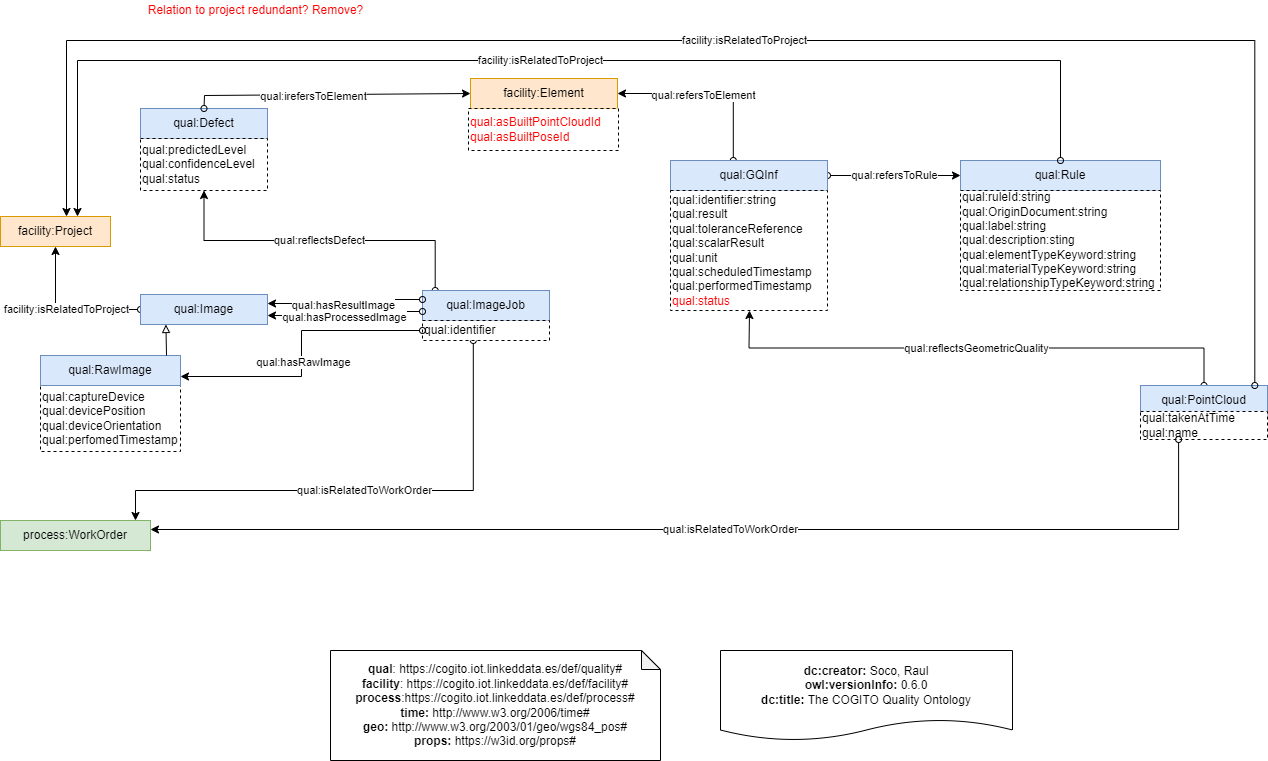 Relation to project redundant? Remove?
facility:isRelatedToProject
facility:isRelatedToProject
qual:irefersToElement
facility:Element
qual:asBuiltPointCloudId
qual:asBuiltPoseId
qual:refersToElement
qual:Defect
qual:predictedLevel
qual:confidenceLevel
qual:status
qual:GQInf
qual:identifier:string
qual:result
qual:toleranceReference
qual:scalarResult
qual:unit
qual:scheduledTimestamp
qual:performedTimestamp
qual:status
qual:refersToRule
qual:Rule
qual:ruleId:string
qual:OriginDocument:string
qual:label:string
qual:description:sting
qual:elementTypeKeyword:string
qual:materialTypeKeyword:string
qual:relationshipTypeKeyword:string
facility:Project
qual:reflectsDefect
facility:isRelatedToProject
qual:Image
qual:hasResultImage
qual:hasProcessedImage
qual:ImageJob
qual:identifier
qual:hasRawImage
qual:reflectsGeometricQuality
qual:RawImage
qual:captureDevice
qual:devicePosition
qual:deviceOrientation
qual:perfomedTimestamp
qual:PointCloud
qual:takenAtTime
qual:name
qual:isRelatedToWorkOrder
process:WorkOrder
qual:isRelatedToWorkOrder
qual: https://cogito.iot.linkeddata.es/def/quality#
facility: https://cogito.iot.linkeddata.es/def/facility#
process:https://cogito.iot.linkeddata.es/def/process#
time: http://www.w3.org/2006/time#
geo: http://www.w3.org/2003/01/geo/wgs84_pos#
props: https://w3id.org/props#
dc:creator: Soco, Raul
owl:versionInfo: 0.6.0
dc:title: The COGITO Quality Ontology